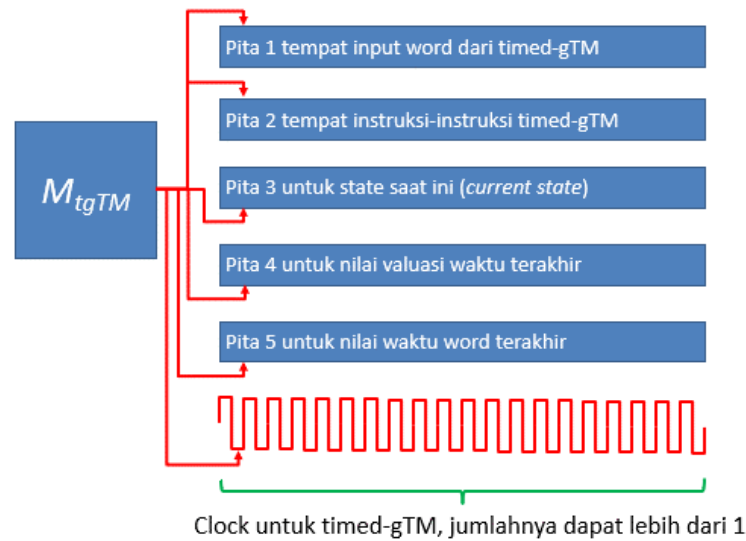 M_tgTM
Pita 1 tempat input word dari timed-gTM
Pita 2 tempat instruksi-instruksi timed-gTM
Pita 3 untuk state saat ini (current state)
Pita 4 untuk nilai valuasi waktu terakhir
Pita 5 untuk nilai waktu word terakhir
Clock untuk timed-gTM, jumlahnya dapat lebih dari 1